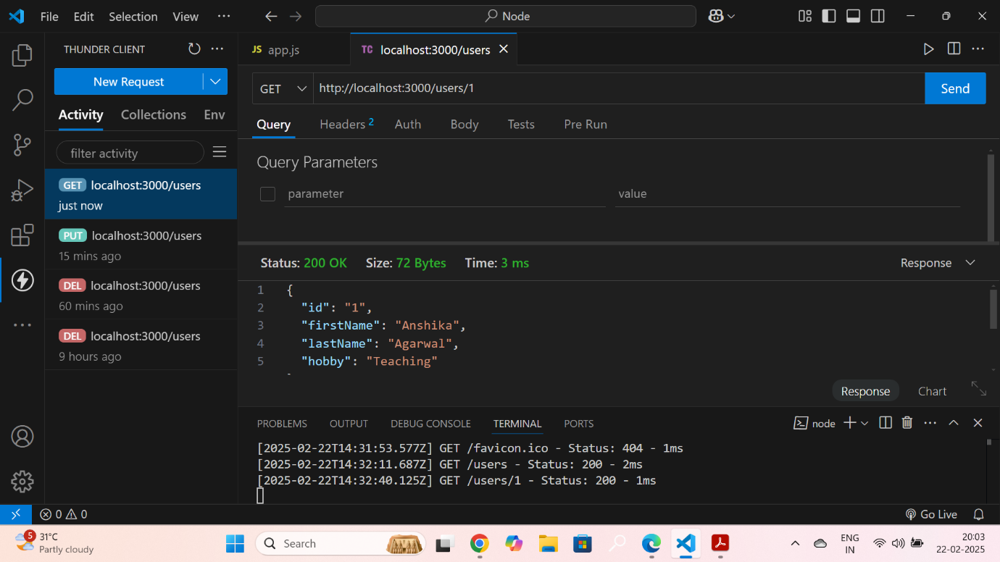 File Edit Selection View ··· Node
THUNDER CLIENT
JS app.js TC localhost:3000/users
New Request
GET http://localhost:3000/users/1 Send
Activity Collections Env
Query Headers 2 Auth Body Tests Pre Run
filter activity
Query Parameters
parameter value
GET localhost:3000/users
just now
PUT localhost:3000/users
15 mins ago
DEL localhost:3000/users
60 mins ago
DEL localhost:3000/users
9 hours ago
Status: 200 OK Size: 72 Bytes Time: 3 ms Response
1 {
2 "id": "1",
3 "firstName": "Anshika",
4 "lastName": "Agarwal",
5 "hobby": "Teaching"
Response Chart
PROBLEMS OUTPUT DEBUG CONSOLE TERMINAL PORTS node
[2025-02-22T14:31:53.577Z] GET /favicon.ico - Status: 404 - 1ms
[2025-02-22T14:32:11.687Z] GET /users - Status: 200 - 2ms
[2025-02-22T14:32:40.125Z] GET /users/1 - Status: 200 - 1ms
0 0 Go Live
5 31°C
Partly cloudy
Search
ENG
IN
20:03
22-02-2025